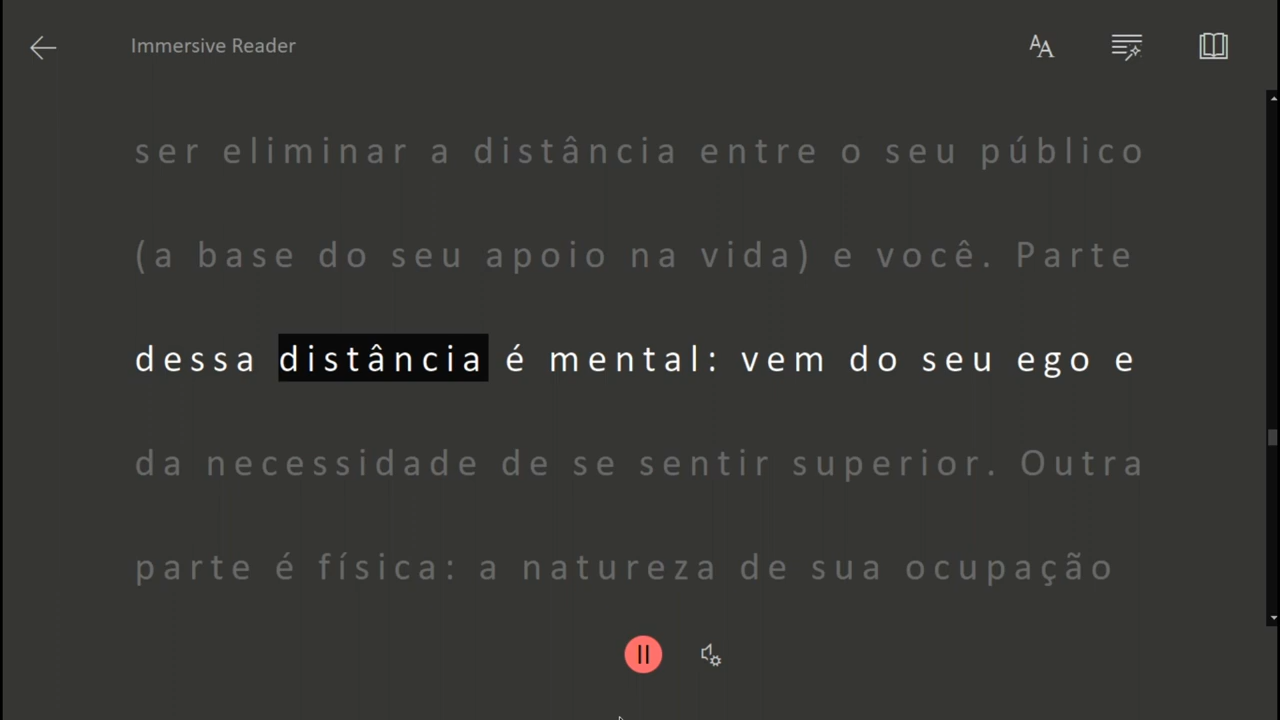 Immersive Reader
ser eliminar a distância entre o seu público
(a base do seu apoio na vida) e você. Parte
dessa distância é mental: vem do seu ego e
da necessidade de se sentir superior. Outra
parte é física: a natureza de sua ocupação